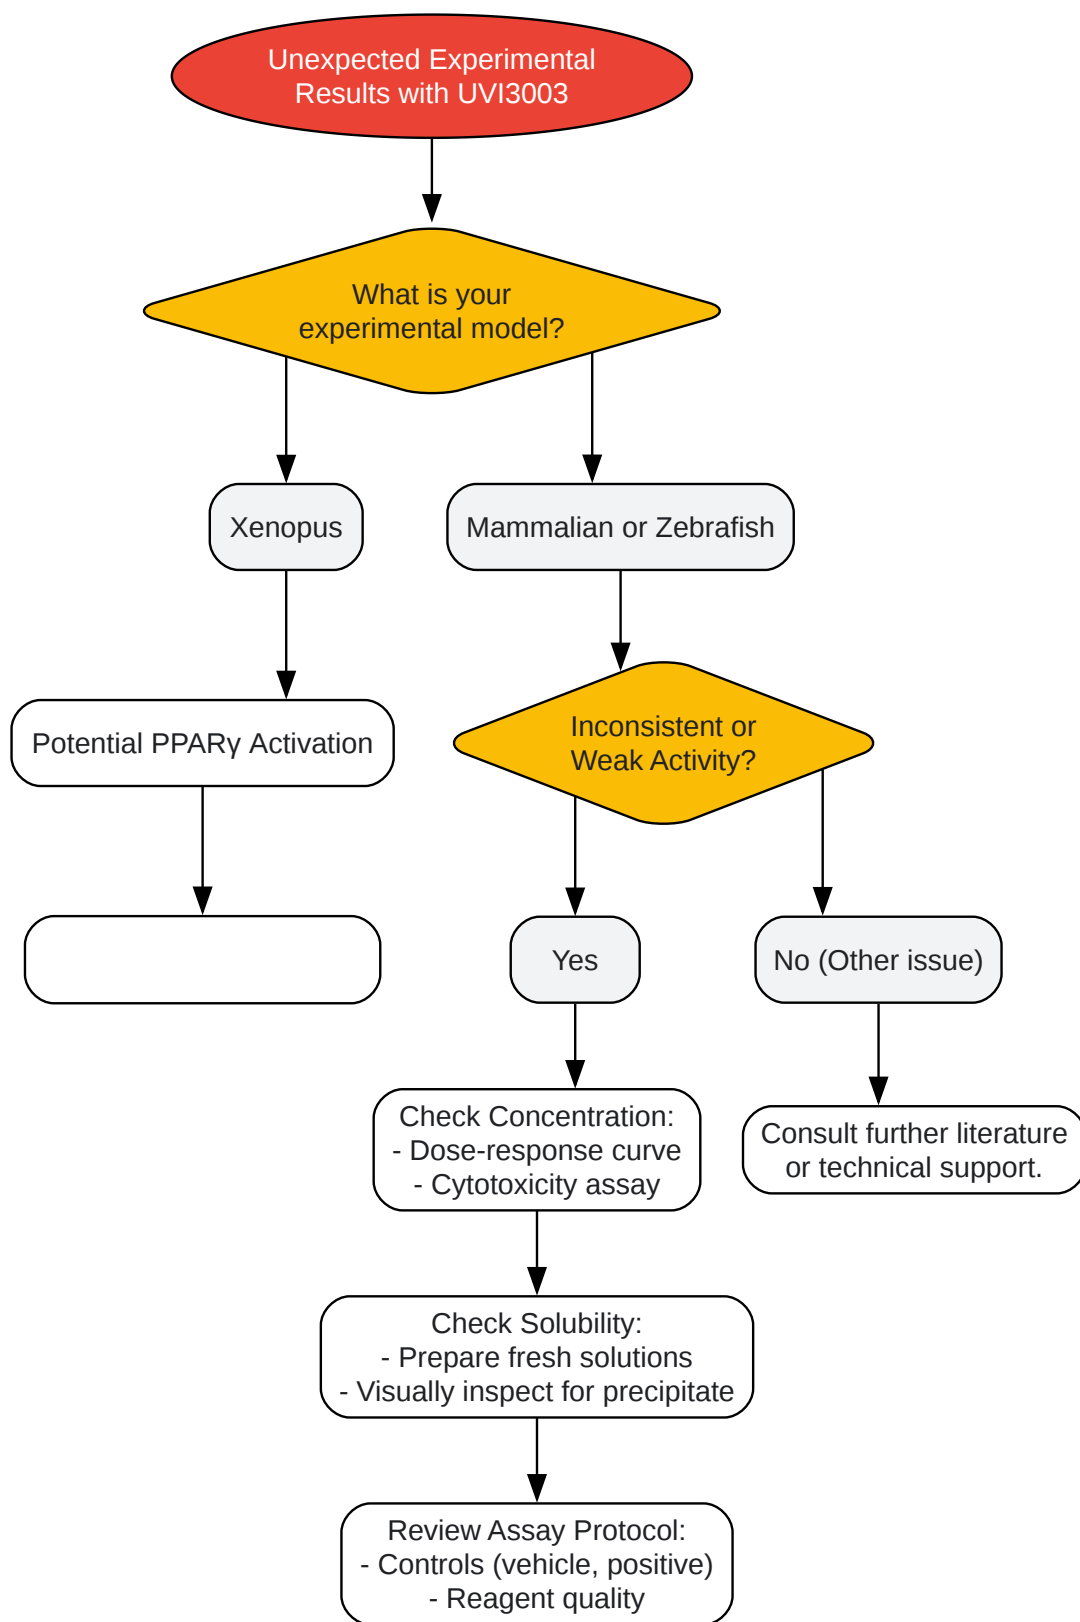 Unexpected Experimental
Results with UVI3003
What is your
experimental model?
Xenopus
Mammalian or Zebrafish
Potential PPARγ Activation
Inconsistent or
Weak Activity?
Yes
No (Other issue)
Check Concentration:
- Dose-response curve
- Cytotoxicity assay
Consult further literature
or technical support.
Check Solubility:
- Prepare fresh solutions
- Visually inspect for precipitate
Review Assay Protocol:
- Controls (vehicle, positive)
- Reagent quality